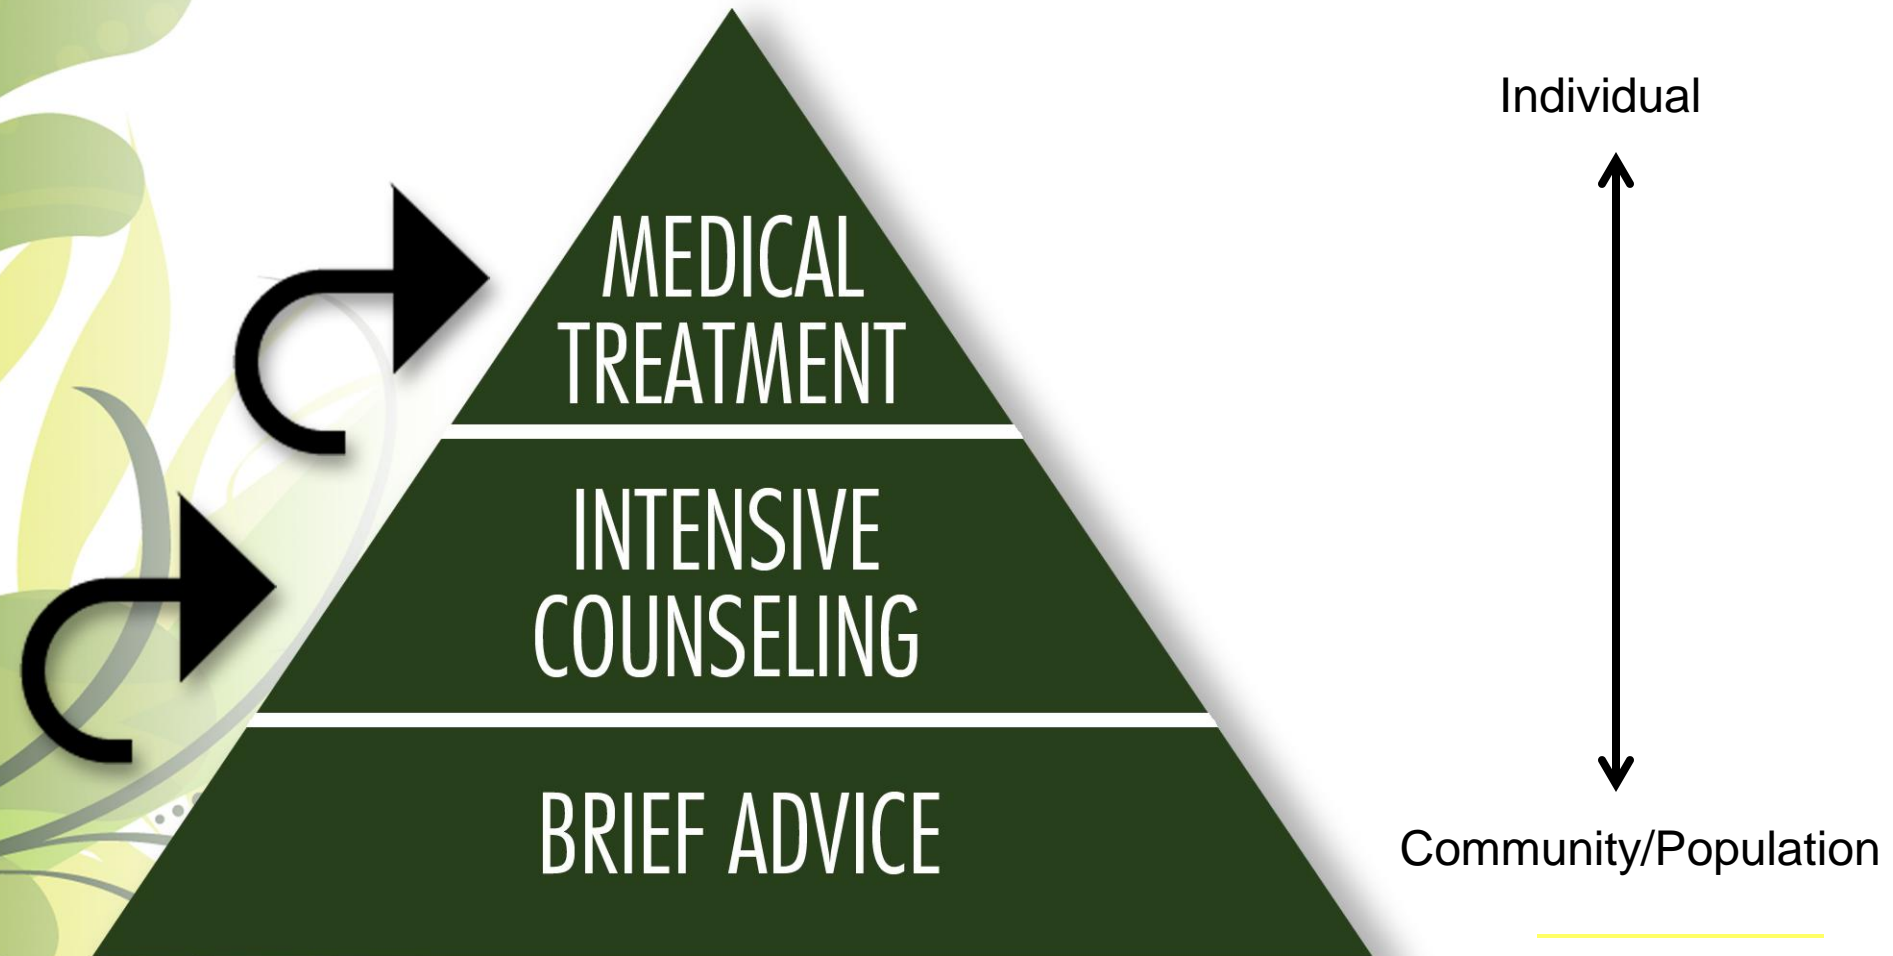 Individual
MEDICAL
TREATMENT
INTENSIVE
COUNSELING
BRIEF ADVICE
Community/Population